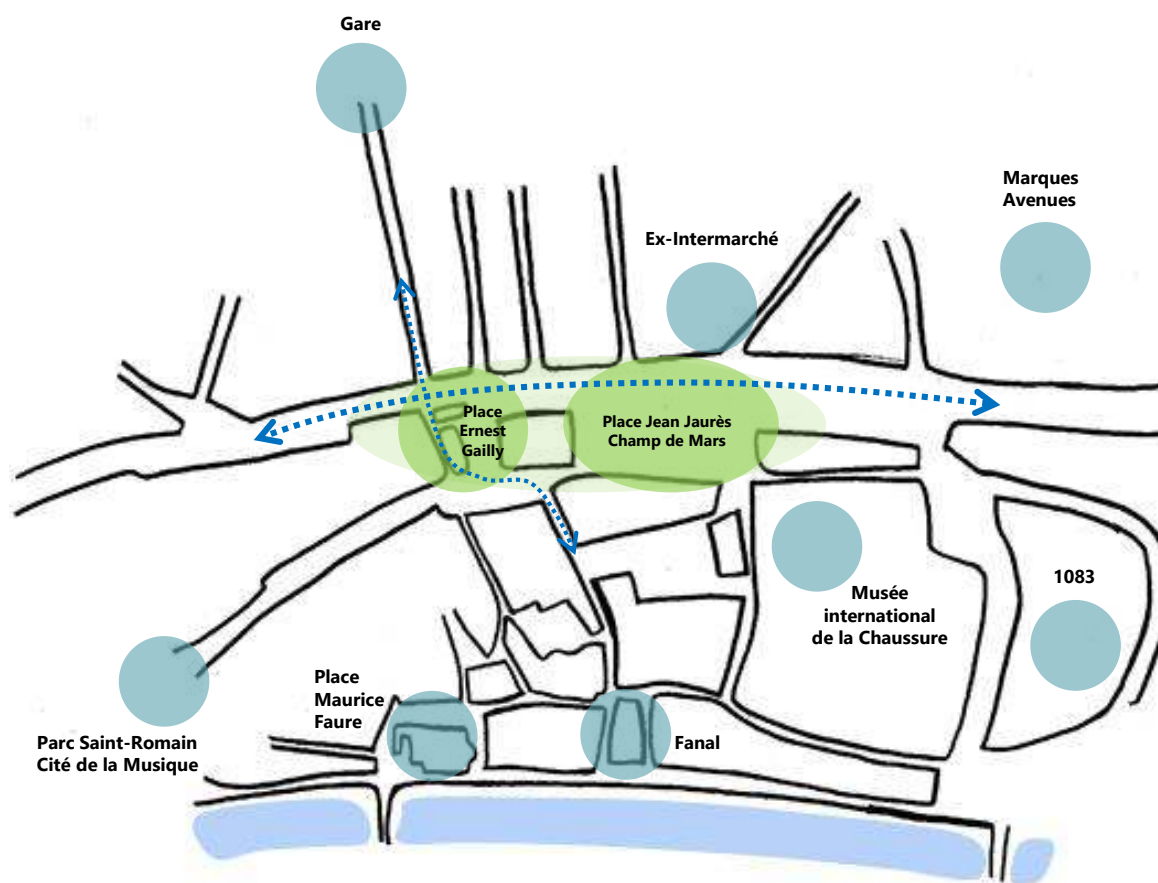 Gare
Marques
Avenues
Ex-Intermarché
Place
Ernest
Gailly
Place Jean Jaurès
Champ de Mars
1083
Musée
international
de la Chaussure
Place
Maurice
Faure
Parc Saint-Romain
Cité de la Musique
Fanal